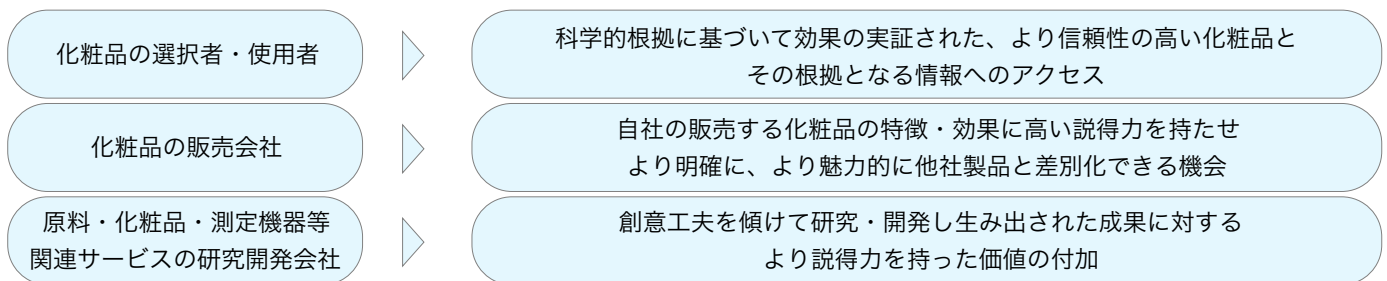 化粧品の選択者・使用者
科学的根拠に基づいて効果の実証された、より信頼性の高い化粧品と
その根拠となる情報へのアクセス
化粧品の販売会社
自社の販売する化粧品の特徴・効果に高い説得力を持たせ
より明確に、より魅力的に他社製品と差別化できる機会
原料・化粧品・測定機器等
関連サービスの研究開発会社
創意工夫を傾けて研究・開発し生み出された成果に対する
より説得力を持った価値の付加